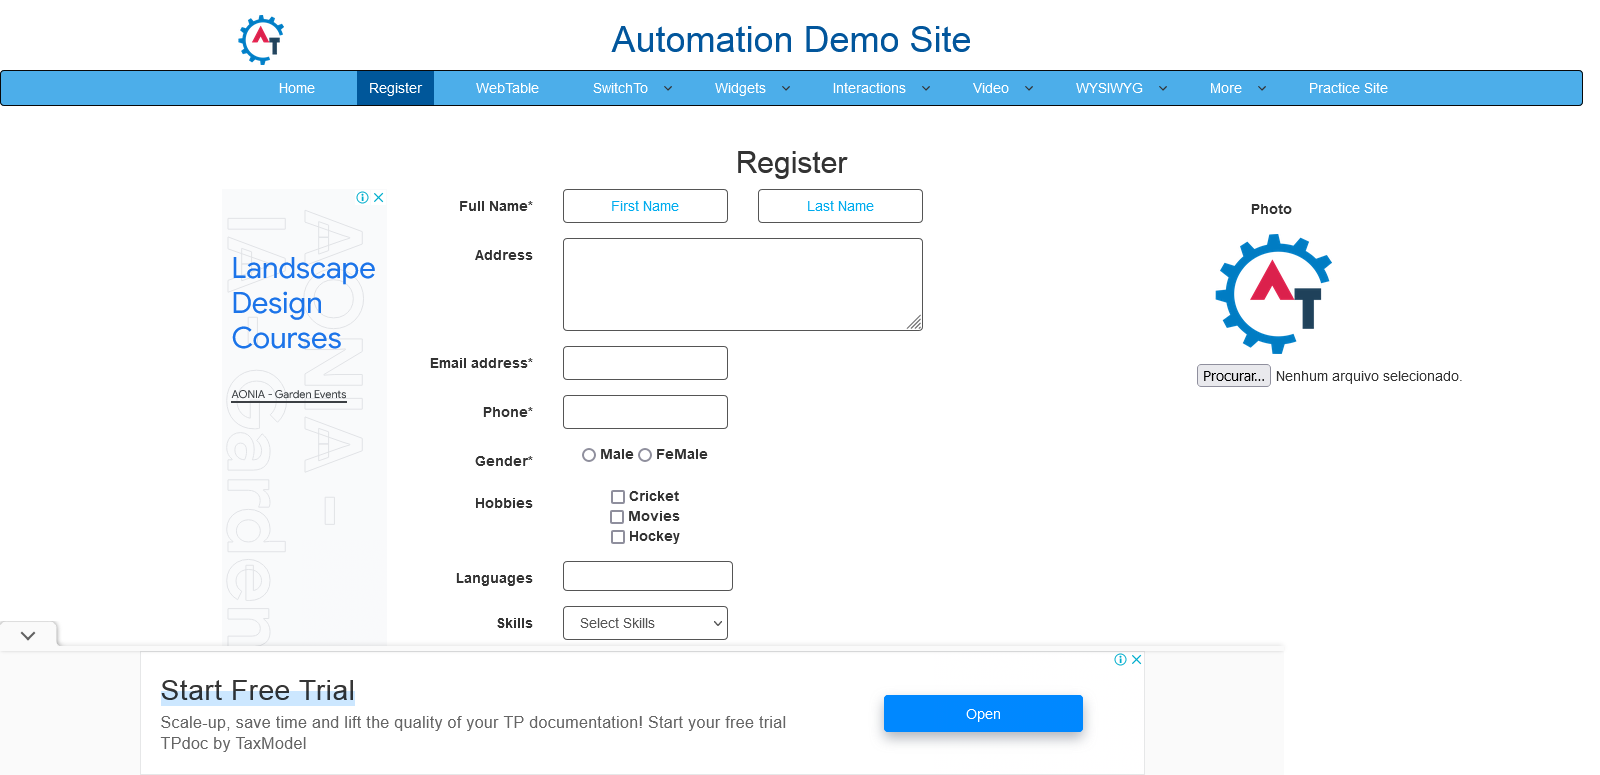 AT
Automation Demo Site
Home Register WebTable SwitchTo Widgets Interactions Video WYSIWYG More Practice Site
Register
Landscape
Design
Courses
AONIA - Garden Events
AONIA -
IA - Garden
Full Name* First Name Last Name
Address
Email address*
Phone*
Gender* Male FeMale
Hobbies Cricket
Movies
Hockey
Languages
Skills Select Skills
Photo
AT
Procurar... Nenhum arquivo selecionado.
Start Free Trial
Scale-up, save time and lift the quality of your TP documentation! Start your free trial
TPdoc by TaxModel
Open